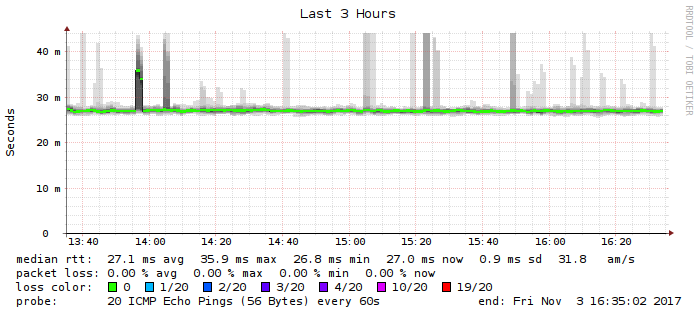 Last 3 Hours
RRDTOOL / TOBI OETIKER
Seconds
40 m
30 m
20 m
10 m
0
13:40 14:00 14:20 14:40 15:00 15:20 15:40 16:00 16:20
median rtt: 27.1 ms avg 35.9 ms max 26.8 ms min 27.0 ms now 0.9 ms sd 31.8 am/s
packet loss: 0.00 % avg 0.00 % max 0.00 % min 0.00 % now
loss color: 0 1/20 2/20 3/20 4/20 10/20 19/20
probe: 20 ICMP Echo Pings (56 Bytes) every 60s end: Fri Nov 3 16:35:02 2017